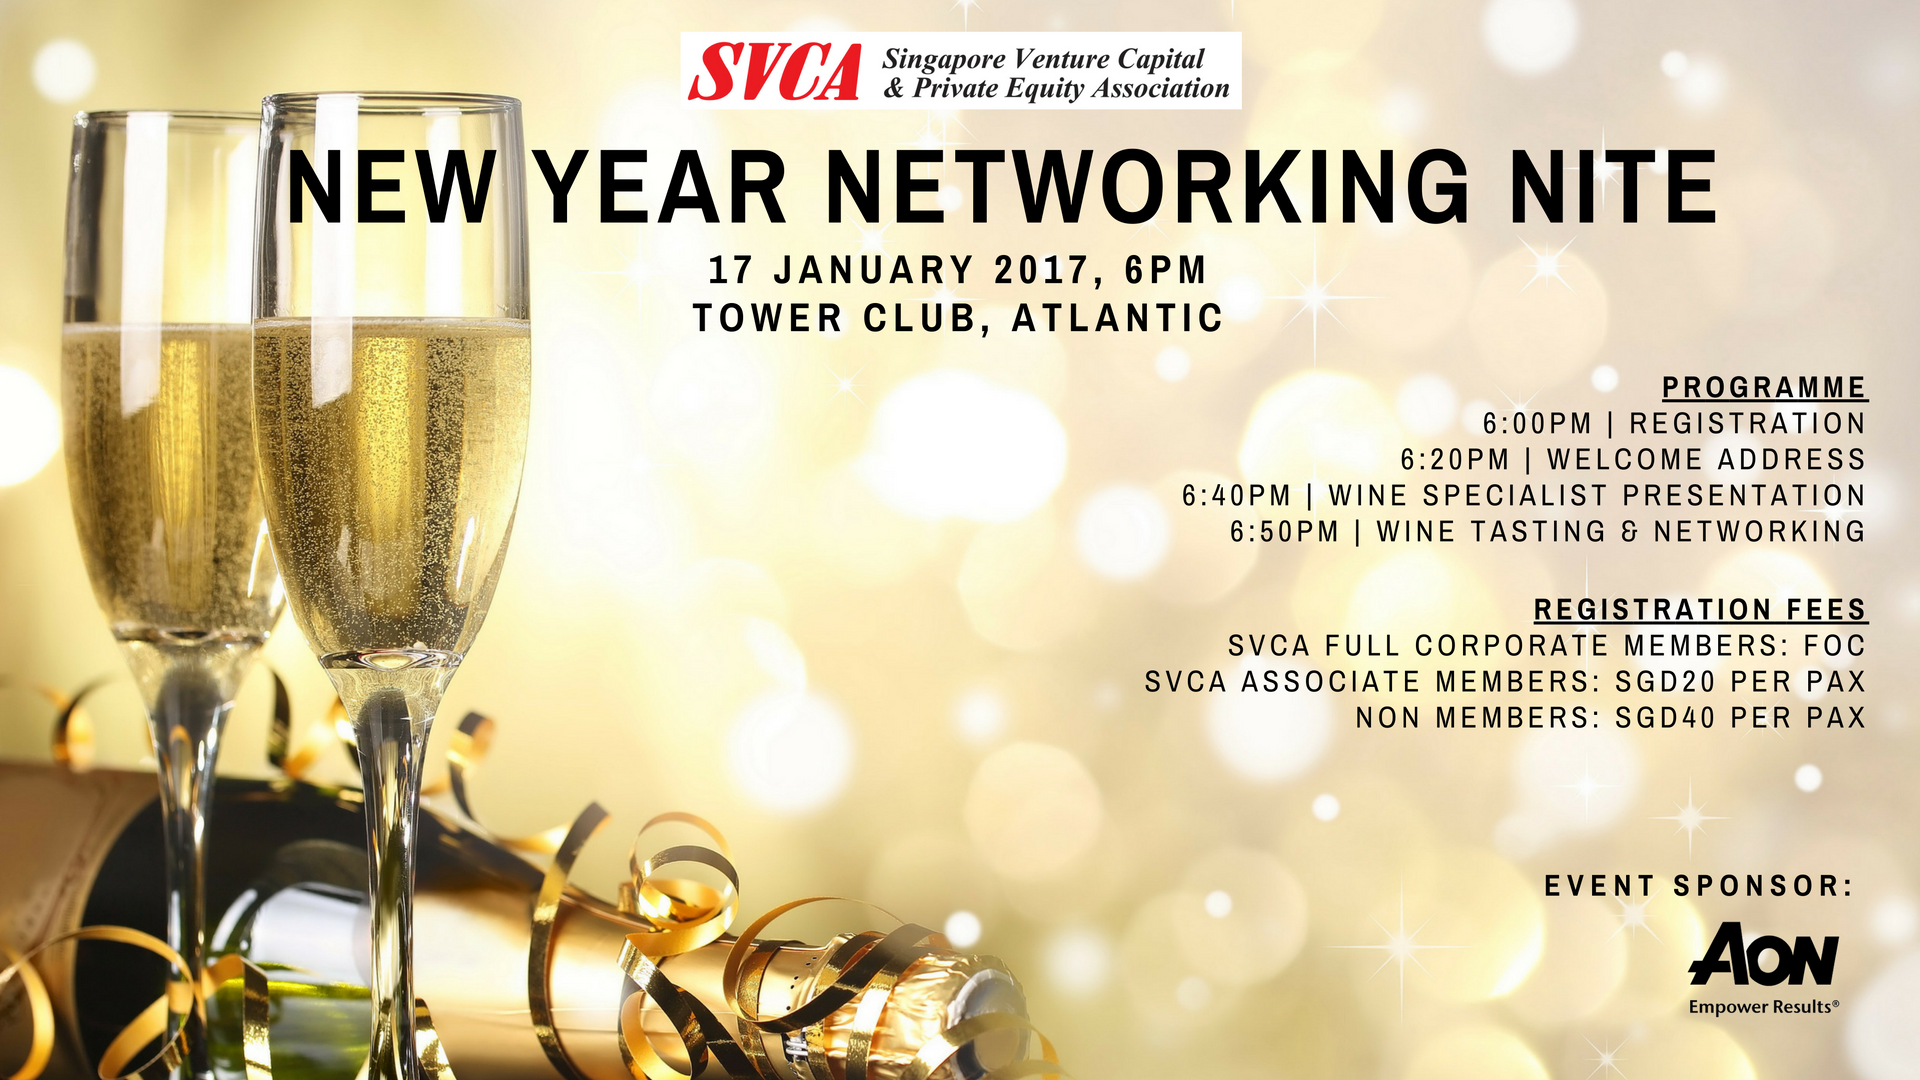 SVCA
Singapore Venture Capital
& Private Equity Association
NEW YEAR NETWORKING NITE
17 JANUARY 2017, 6PM
TOWER CLUB, ATLANTIC
PROGRAMME
6:00PM | REGISTRATION
6:20PM | WELCOME ADDRESS
6:40PM | WINE SPECIALIST PRESENTATION
6:50PM | WINE TASTING & NETWORKING
REGISTRATION FEES
SVCA FULL CORPORATE MEMBERS: FOC
SVCA ASSOCIATE MEMBERS: SGD20 PER PAX
NON MEMBERS: SGD40 PER PAX
EVENT SPONSOR:
AON
Empower Results®